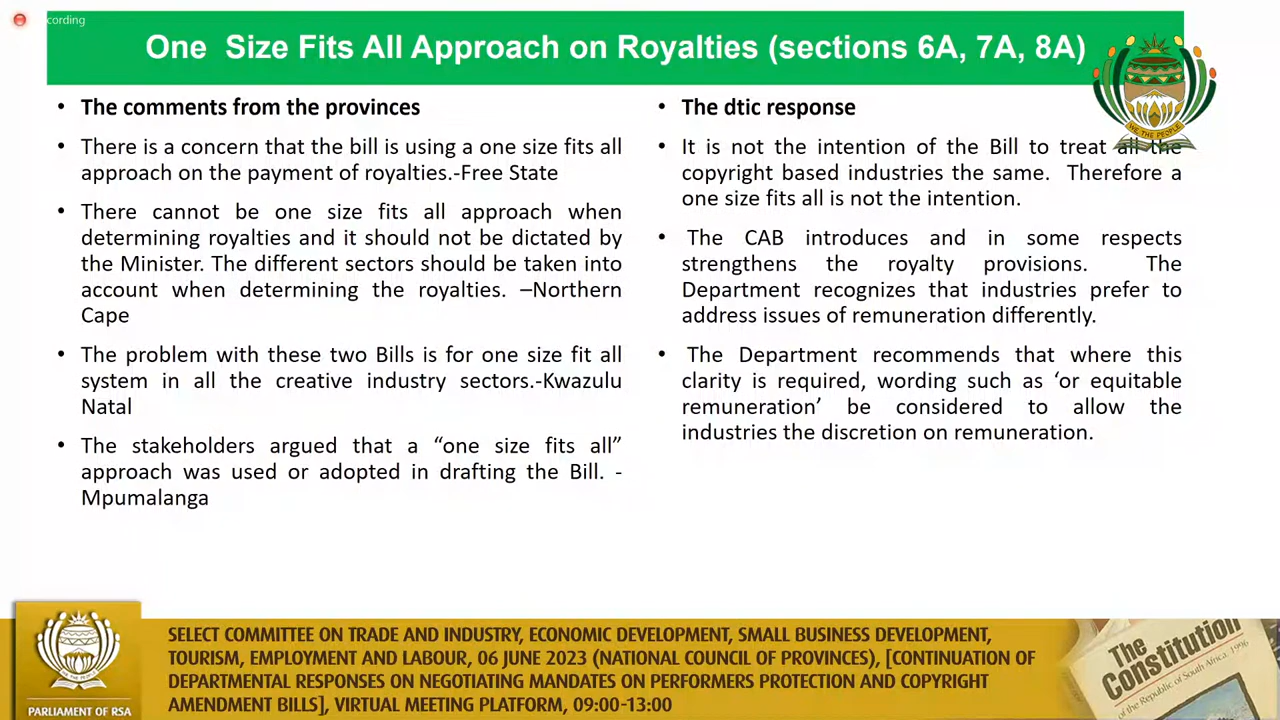 cording
One Size Fits All Approach on Royalties (sections 6A, 7A, 8A)
WE THE PEOPLE
• The comments from the provinces
• There is a concern that the bill is using a one size fits all
approach on the payment of royalties.-Free State
• There cannot be one size fits all approach when
determining royalties and it should not be dictated by
the Minister. The different sectors should be taken into
account when determining the royalties. –Northern
Cape
• The problem with these two Bills is for one size fit all
system in all the creative industry sectors.-Kwazulu
Natal
• The stakeholders argued that a “one size fits all”
approach was used or adopted in drafting the Bill. -
Mpumalanga
• The dtic response
• It is not the intention of the Bill to treat all the
copyright based industries the same. Therefore a
one size fits all is not the intention.
• The CAB introduces and in some respects
strengthens the royalty provisions. The
Department recognizes that industries prefer to
address issues of remuneration differently.
• The Department recommends that where this
clarity is required, wording such as ‘or equitable
remuneration’ be considered to allow the
industries the discretion on remuneration.
PARLIAMENT OF RSA
SELECT COMMITTEE ON TRADE AND INDUSTRY, ECONOMIC DEVELOPMENT, SMALL BUSINESS DEVELOPMENT,
TOURISM, EMPLOYMENT AND LABOUR, 06 JUNE 2023 (NATIONAL COUNCIL OF PROVINCES), [CONTINUATION OF
DEPARTMENTAL RESPONSES ON NEGOTIATING MANDATES ON PERFORMERS PROTECTION AND COPYRIGHT
AMENDMENT BILLS], VIRTUAL MEETING PLATFORM, 09:00-13:00
The
Constitution
of the Republic of South Africa, 1996